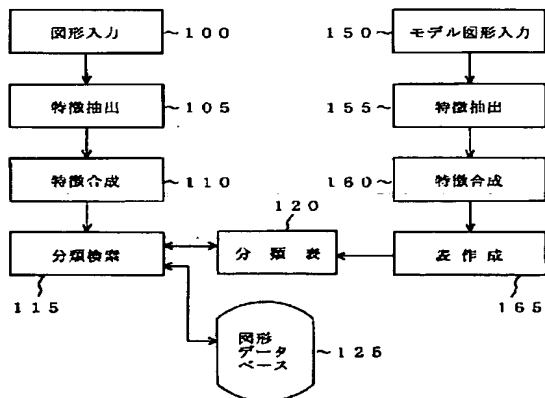 図形入力
100
150
モデル図形入力
特徴抽出
105
155
特徴抽出
特徴合成
110
160
特徴合成
120
分類検索
分類表
表作成
115
165
図形
データ
ベース
125